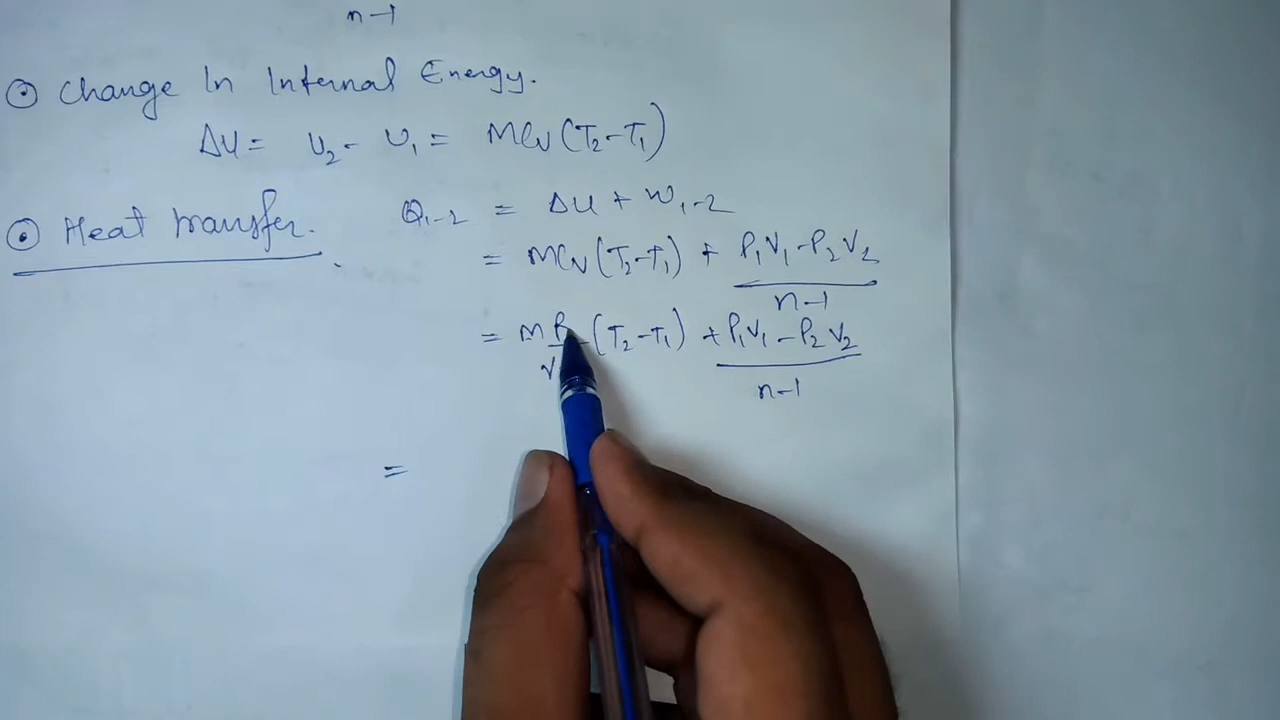 n-1
⊙ Change In Internal Energy.
ΔU = U₂ - U₁ = MCv (T₂-T₁)
⊙ Heat transfer. Q₁₋₂ = ΔU + W₁₋₂
= MCv (T₂-T₁) + P₁V₁-P₂V₂
n-1
= M R (T₂-T₁) + P₁V₁-P₂V₂
n-1
=